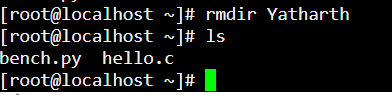 [root@localhost ~]# rmdir Yatharth
[root@localhost ~]# ls
bench.py  hello.c
[root@localhost ~]#